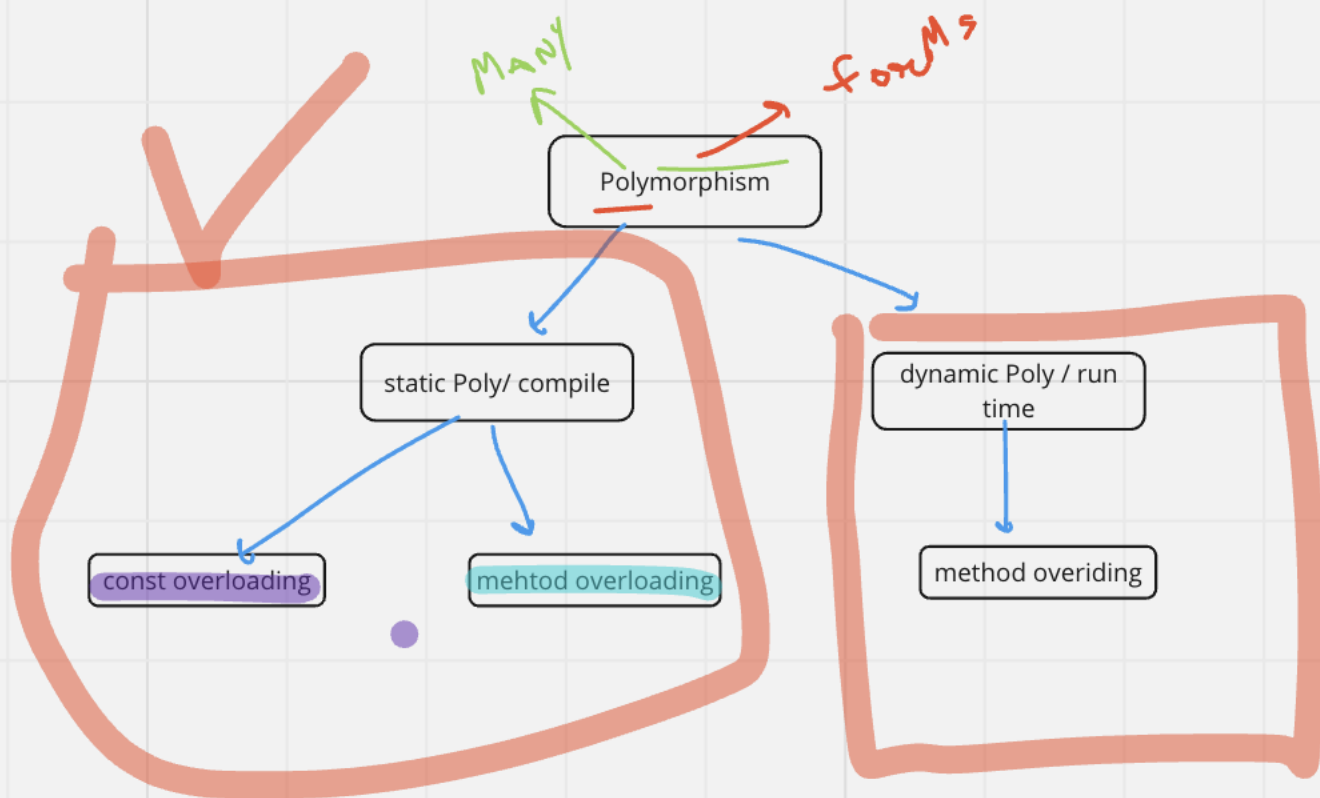 MANY
forMs
Polymorphism
static Poly/ compile
dynamic Poly / run
time
const overloading
mehtod overloading
method overiding